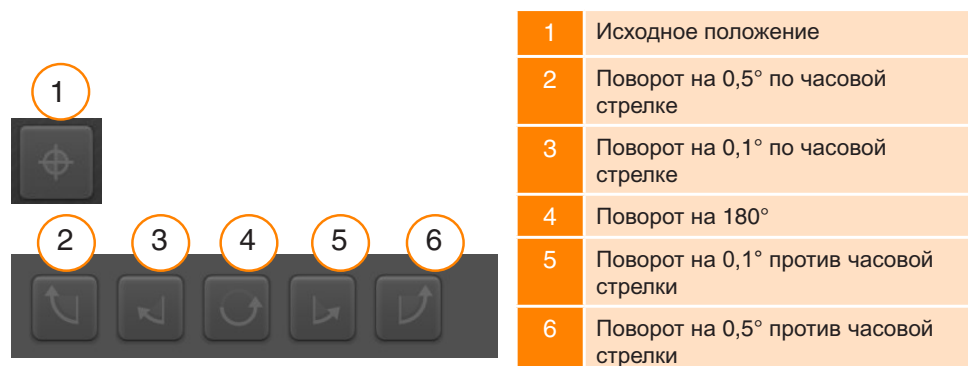 1
2 3 4 5 6
1 Исходное положение
2 Поворот на 0,5° по часовой
стрелке
3 Поворот на 0,1° по часовой
стрелке
4 Поворот на 180°
5 Поворот на 0,1° против часовой
стрелки
6 Поворот на 0,5° против часовой
стрелки